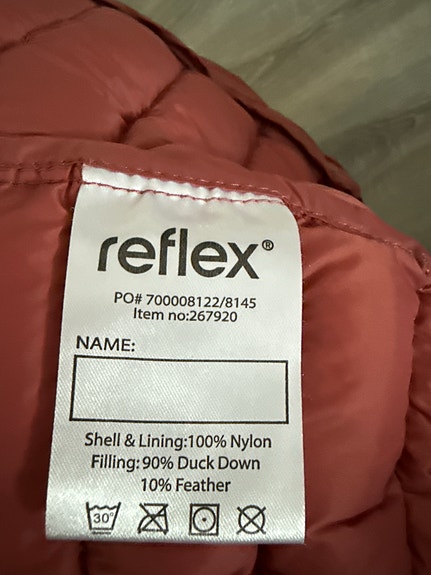 reflex®
PO# 700008122/8145
Item no:267920
NAME:
Shell & Lining:100% Nylon
Filling:90% Duck Down
10% Feather
30°